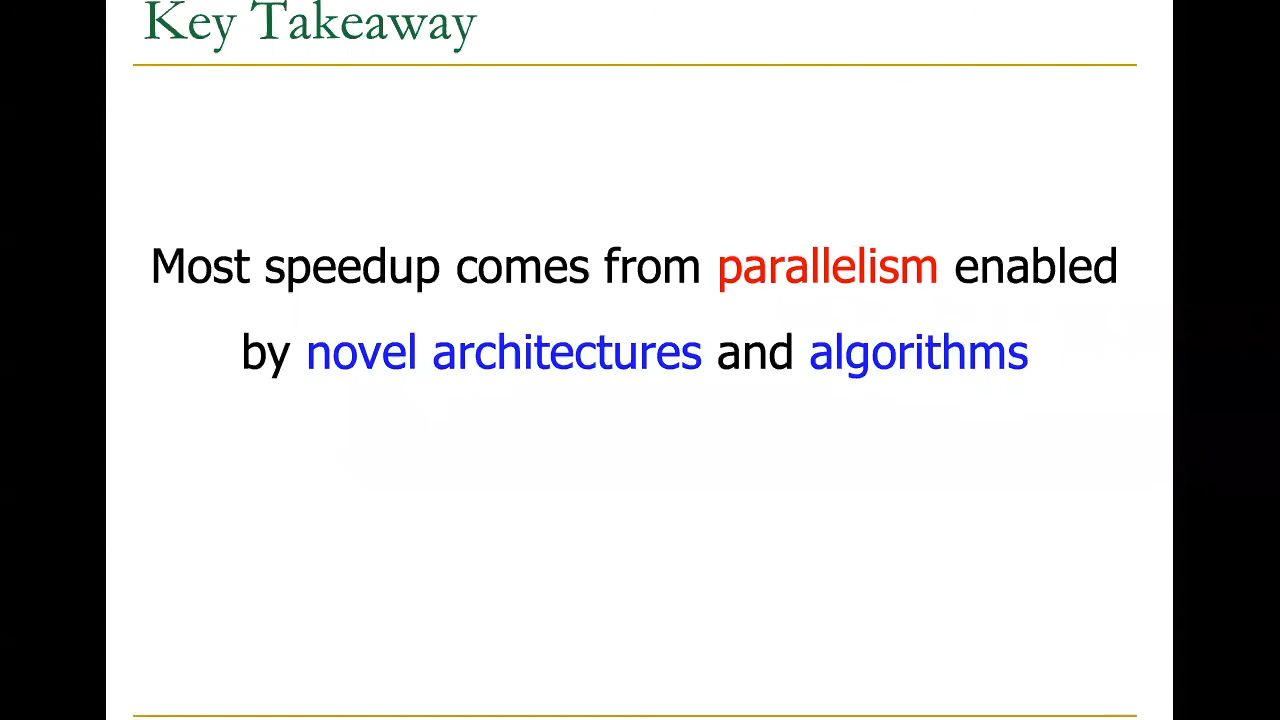 Key Takeaway
Most speedup comes from parallelism enabled
by novel architectures and algorithms